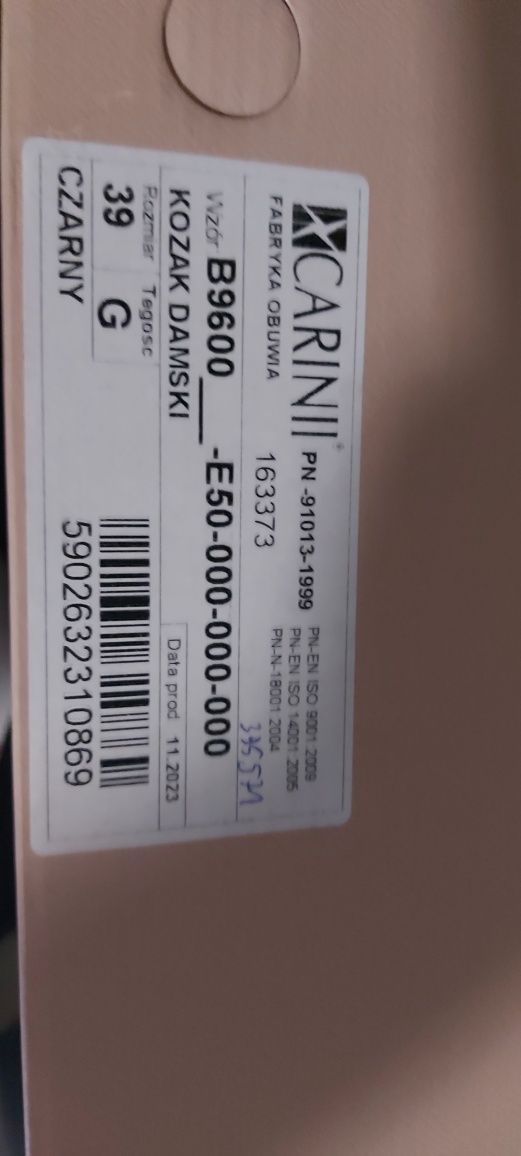 CARINII
FABRYKA OBUWIA
PN -91013-1999
163373
PN-EN ISO 9001 2009
PN-EN ISO 14001 2005
PN-N-18001 2004
Wzór B9600___-E50-000-000-000
KOZAK DAMSKI
Data prod 11.2023
Rozmiar Tęgość
39 G
CZARNY
5902632310869